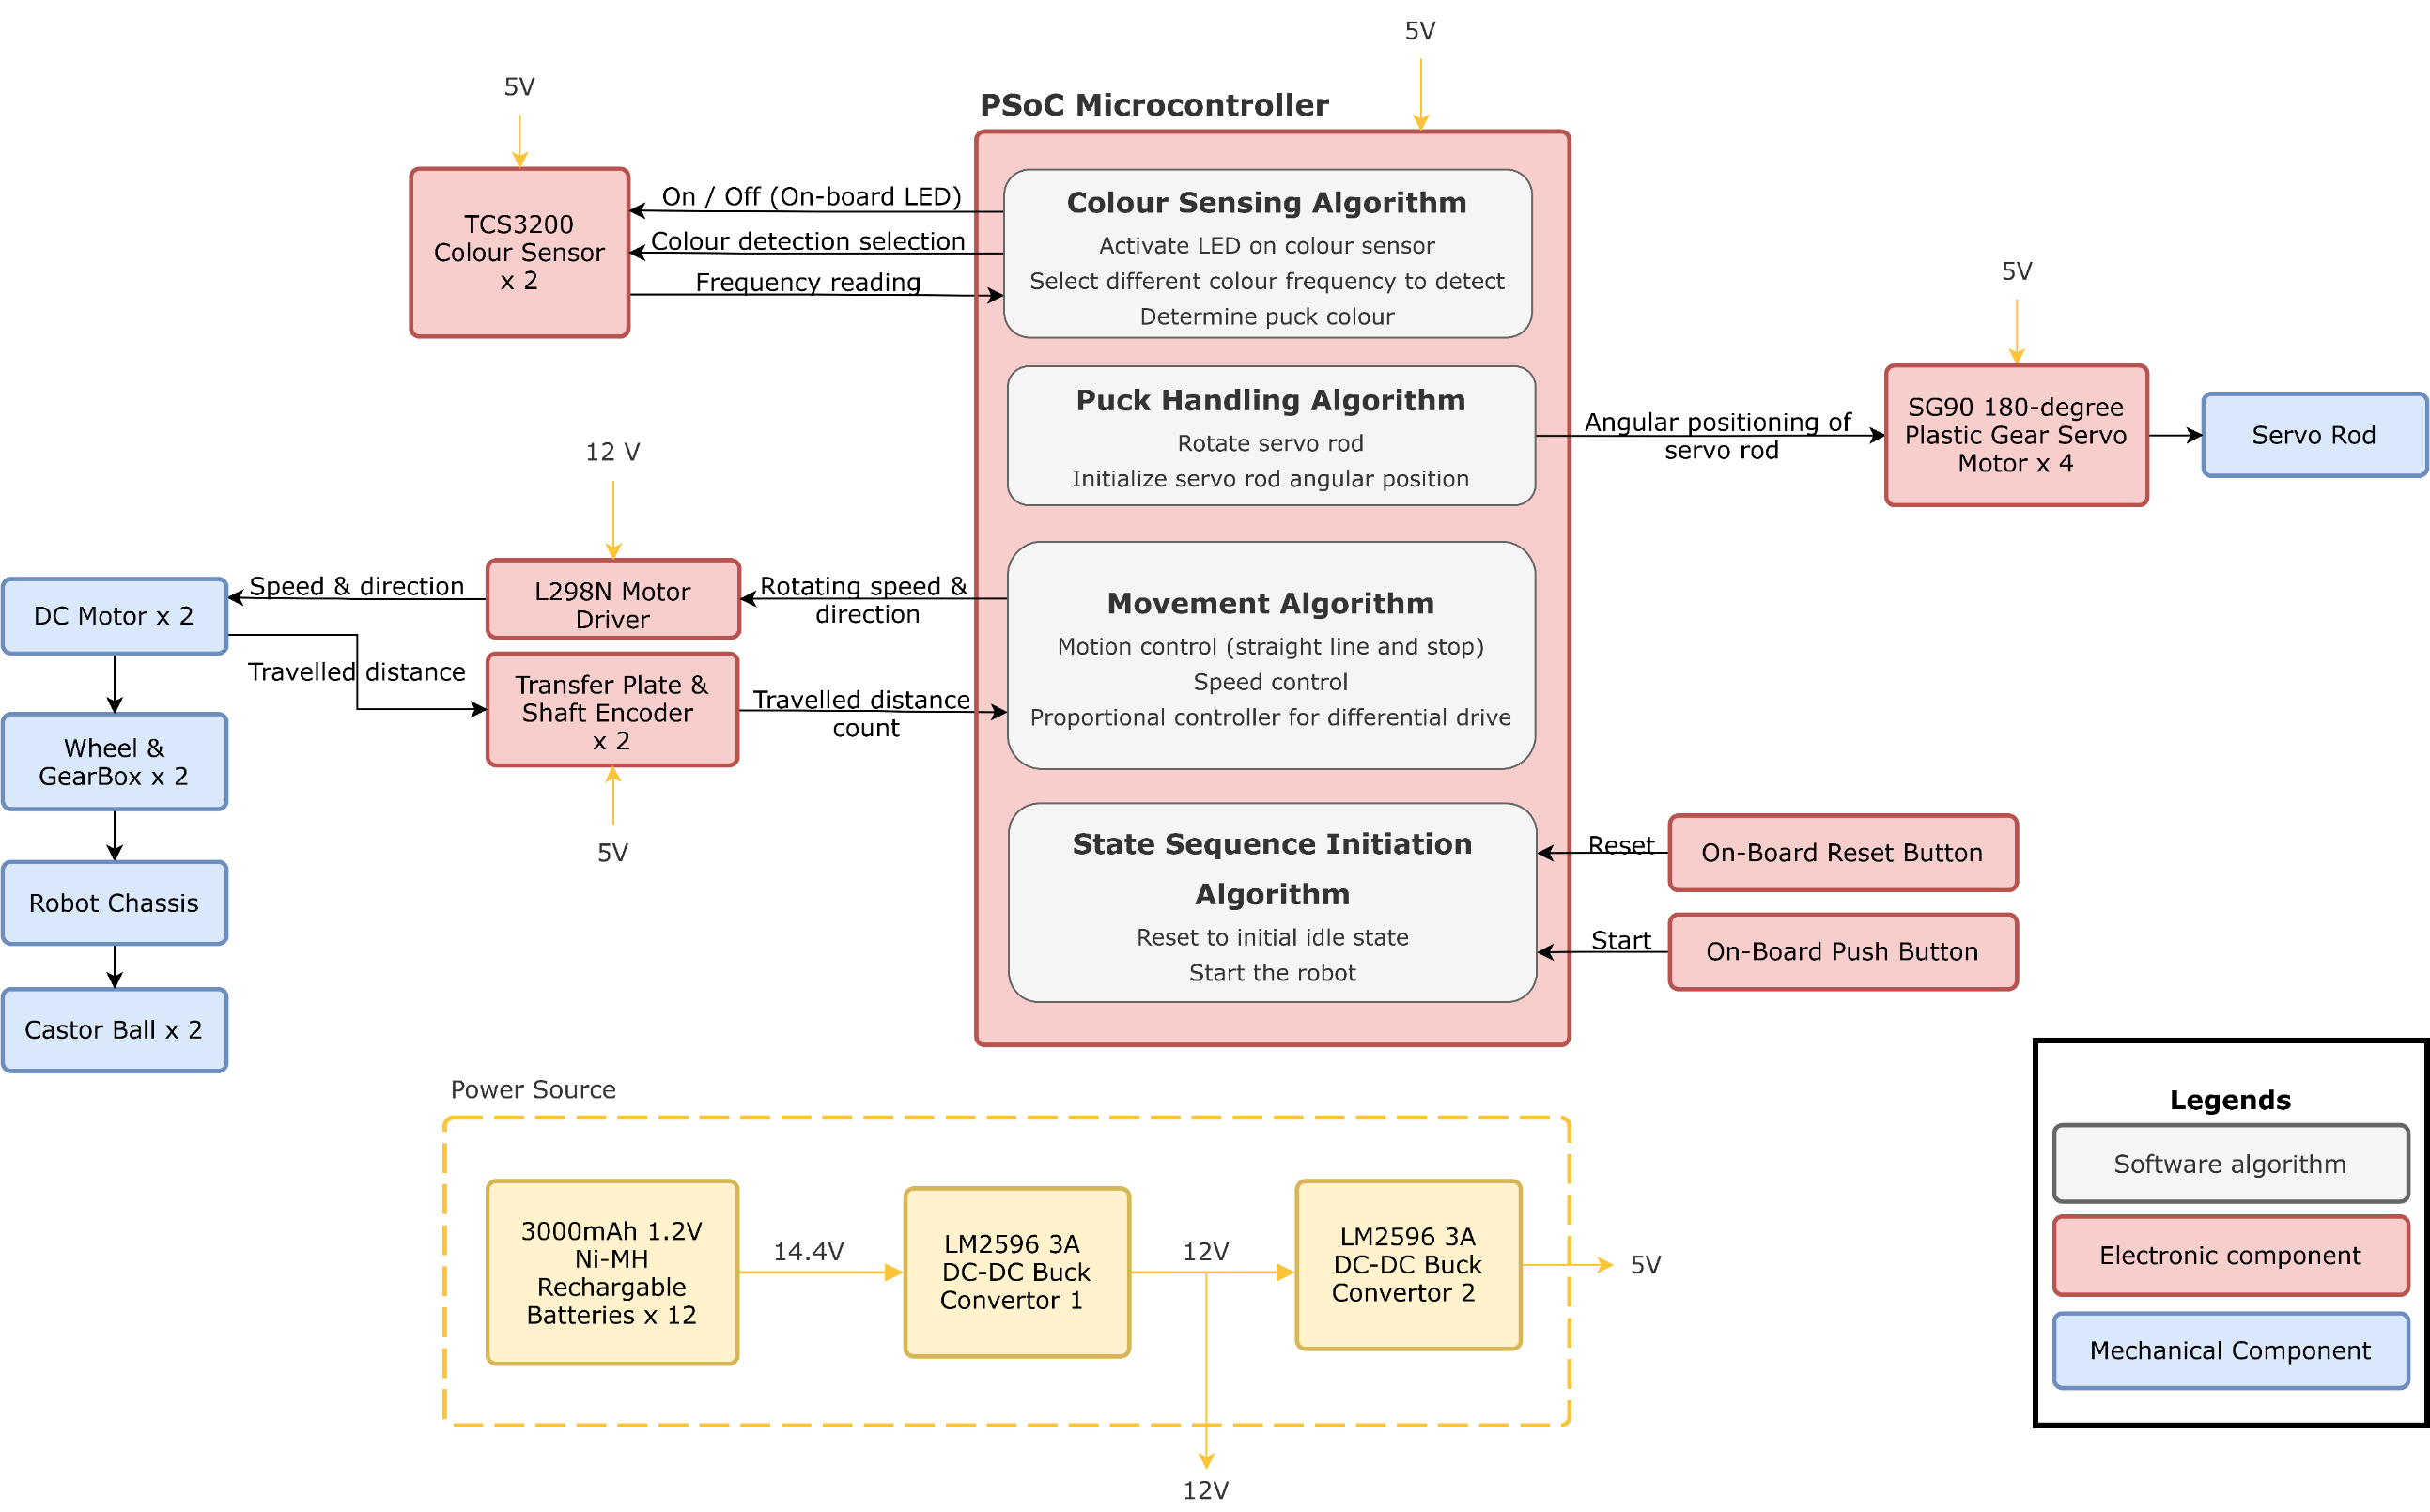 5V
5V
PSoC Microcontroller
TCS3200
Colour Sensor
x 2
On / Off (On-board LED)
Colour detection selection
Frequency reading
Colour Sensing Algorithm
Activate LED on colour sensor
Select different colour frequency to detect
Determine puck colour
5V
Puck Handling Algorithm
Rotate servo rod
Initialize servo rod angular position
Angular positioning of
servo rod
SG90 180-degree
Plastic Gear Servo
Motor x 4
Servo Rod
12 V
DC Motor x 2
Speed & direction
L298N Motor
Driver
Rotating speed &
direction
Movement Algorithm
Motion control (straight line and stop)
Speed control
Proportional controller for differential drive
Travelled distance
Transfer Plate &
Shaft Encoder
x 2
Travelled distance
count
5V
Wheel &
GearBox x 2
Robot Chassis
Castor Ball x 2
State Sequence Initiation
Algorithm
Reset to initial idle state
Start the robot
Reset
On-Board Reset Button
Start
On-Board Push Button
Power Source
3000mAh 1.2V
Ni-MH
Rechargable
Batteries x 12
14.4V
LM2596 3A
DC-DC Buck
Convertor 1
12V
LM2596 3A
DC-DC Buck
Convertor 2
5V
12V
Legends
Software algorithm
Electronic component
Mechanical Component